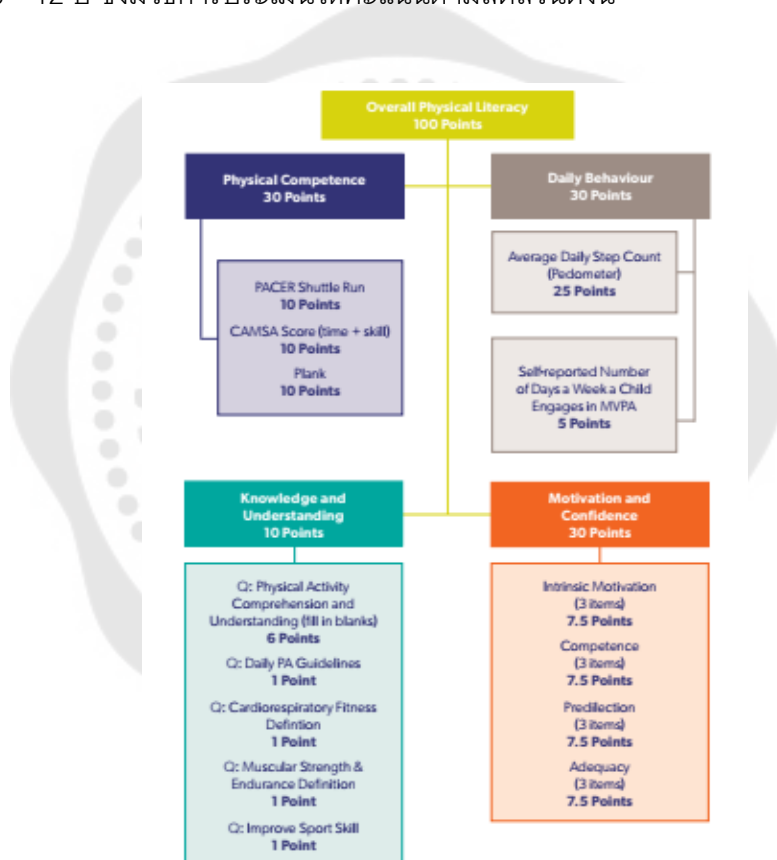 Overall Physical Literacy
100 Points
Physical Competence
30 Points
Daily Behaviour
30 Points
PACER Shuttle Run
10 Points
CAMSA Score (time + skill)
10 Points
Plank
10 Points
Average Daily Step Count
(Pedometer)
25 Points
Self-reported Number
of Days a Week a Child
Engages in MVPA
5 Points
Knowledge and
Understanding
10 Points
Motivation and
Confidence
30 Points
Q: Physical Activity
Comprehension and
Understanding (fill in blanks)
6 Points
Q: Daily PA Guidelines
1 Point
Q: Cardiorespiratory Fitness
Defintion
1 Point
Q: Muscular Strength &
Endurance Definition
1 Point
Q: Improve Sport Skill
1 Point
Intrinsic Motivation
(3 items)
7.5 Points
Competence
(3 items)
7.5 Points
Predilection
(3 items)
7.5 Points
Adequacy
(3 items)
7.5 Points